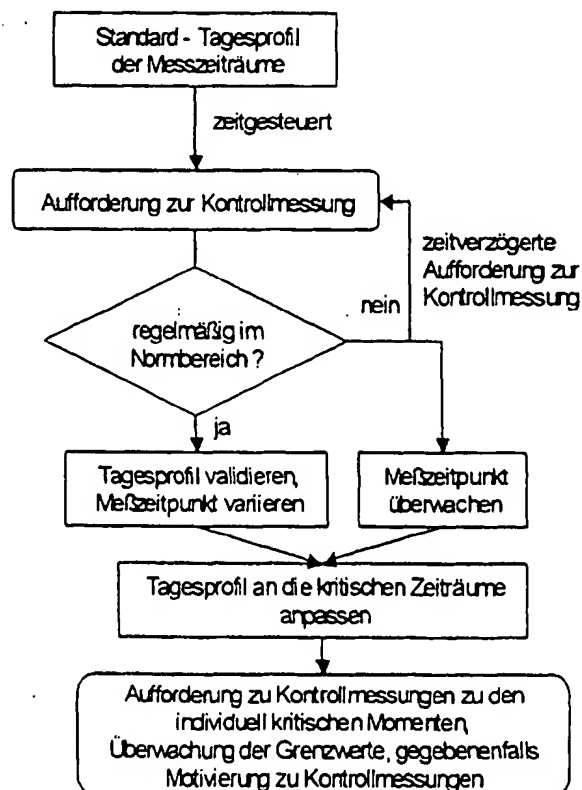 Standard - Tagesprofil
der Messzeiträume
zeitgesteuert
Aufforderung zur Kontrollmessung
zeitverzögerte
Aufforderung zur
Kontrollmessung
nein
regelmäßig im
Normbereich ?
ja
Tagesprofil validieren,
Meßzeitpunkt variieren
Meßzeitpunkt
überwachen
Tagesprofil an die kritischen Zeiträume
anpassen
Aufforderung zu Kontrollmessungen zu den
individuell kritischen Momenten,
Überwachung der Grenzwerte, gegebenenfalls
Motivierung zu Kontrollmessungen